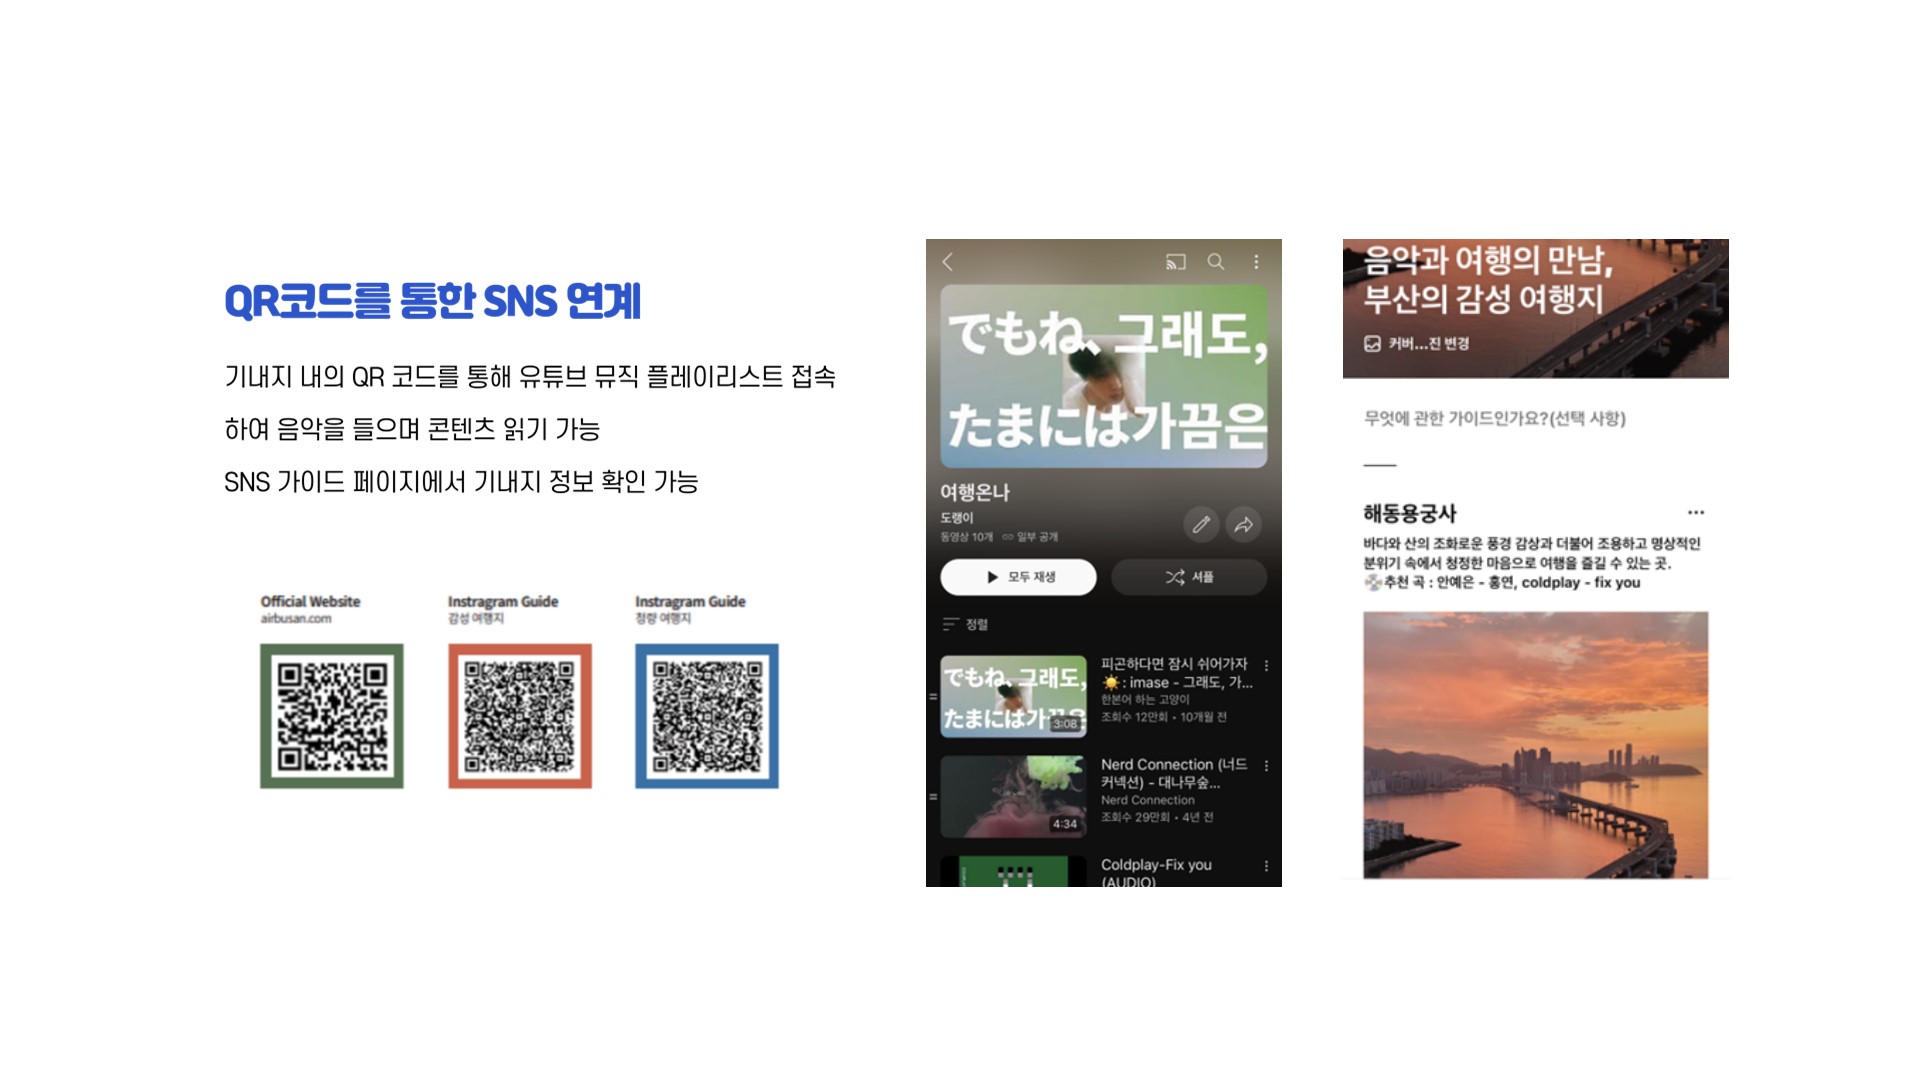 QR코드를 통한 SNS 연계
기내지 내의 QR 코드를 통해 유튜브 뮤직 플레이리스트 접속
하여 음악을 들으며 콘텐츠 읽기 가능
SNS 가이드 페이지에서 기내지 정보 확인 가능
Official Website
airbusan.com
Instragram Guide
감성 여행지
Instragram Guide
청량 여행지
でもね、그래도,
たまには가끔은
여행온나
도랭이
동영상 10개 일부 공개
모두 재생
셔플
정렬
でもね、그래도,
たまには가끔은
3:08
피곤하다면 잠시 쉬어가자
☀️ : imase - 그래도, 가...
한본어 하는 고양이
조회수 12만회 • 10개월 전
4:34
Nerd Connection (너드
커넥션) - 대나무숲...
Nerd Connection
조회수 29만회 • 4년 전
Coldplay-Fix you
(AUDIO)
음악과 여행의 만남,
부산의 감성 여행지
커버...진 변경
무엇에 관한 가이드인가요?(선택 사항)
해동용궁사
바다와 산의 조화로운 풍경 감상과 더불어 조용하고 명상적인
분위기 속에서 청정한 마음으로 여행을 즐길 수 있는 곳.
💿추천 곡 : 안예은 - 홍연, coldplay - fix you